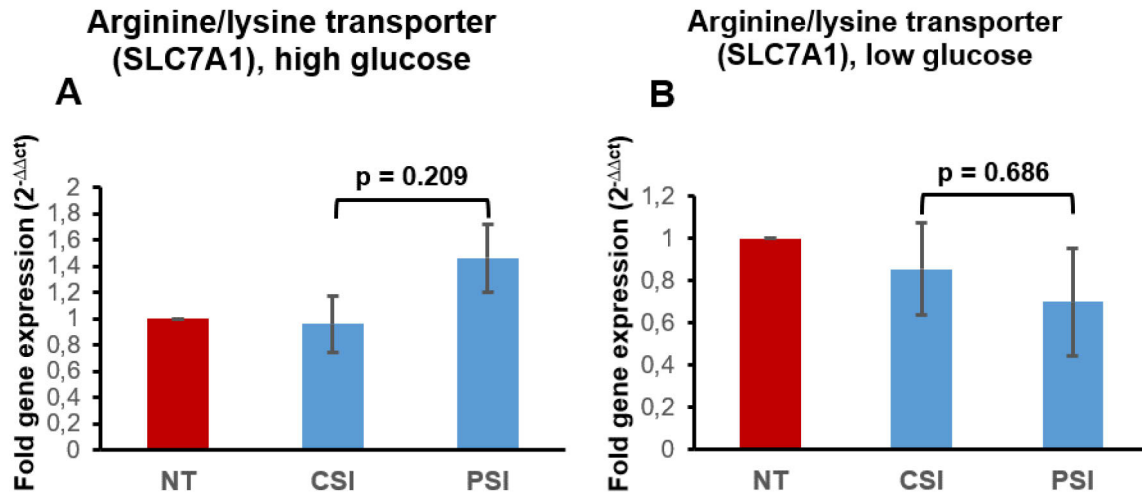 Arginine/lysine transporter
(SLC7A1), high glucose
A
Fold gene expression (2-ΔΔct)
p = 0.209
2
1,8
1,6
1,4
1,2
1
0,8
0,6
0,4
0,2
0
NT CSI PSI
Arginine/lysine transporter
(SLC7A1), low glucose
B
Fold gene expression (2-ΔΔct)
p = 0.686
1,2
1
0,8
0,6
0,4
0,2
0
NT CSI PSI